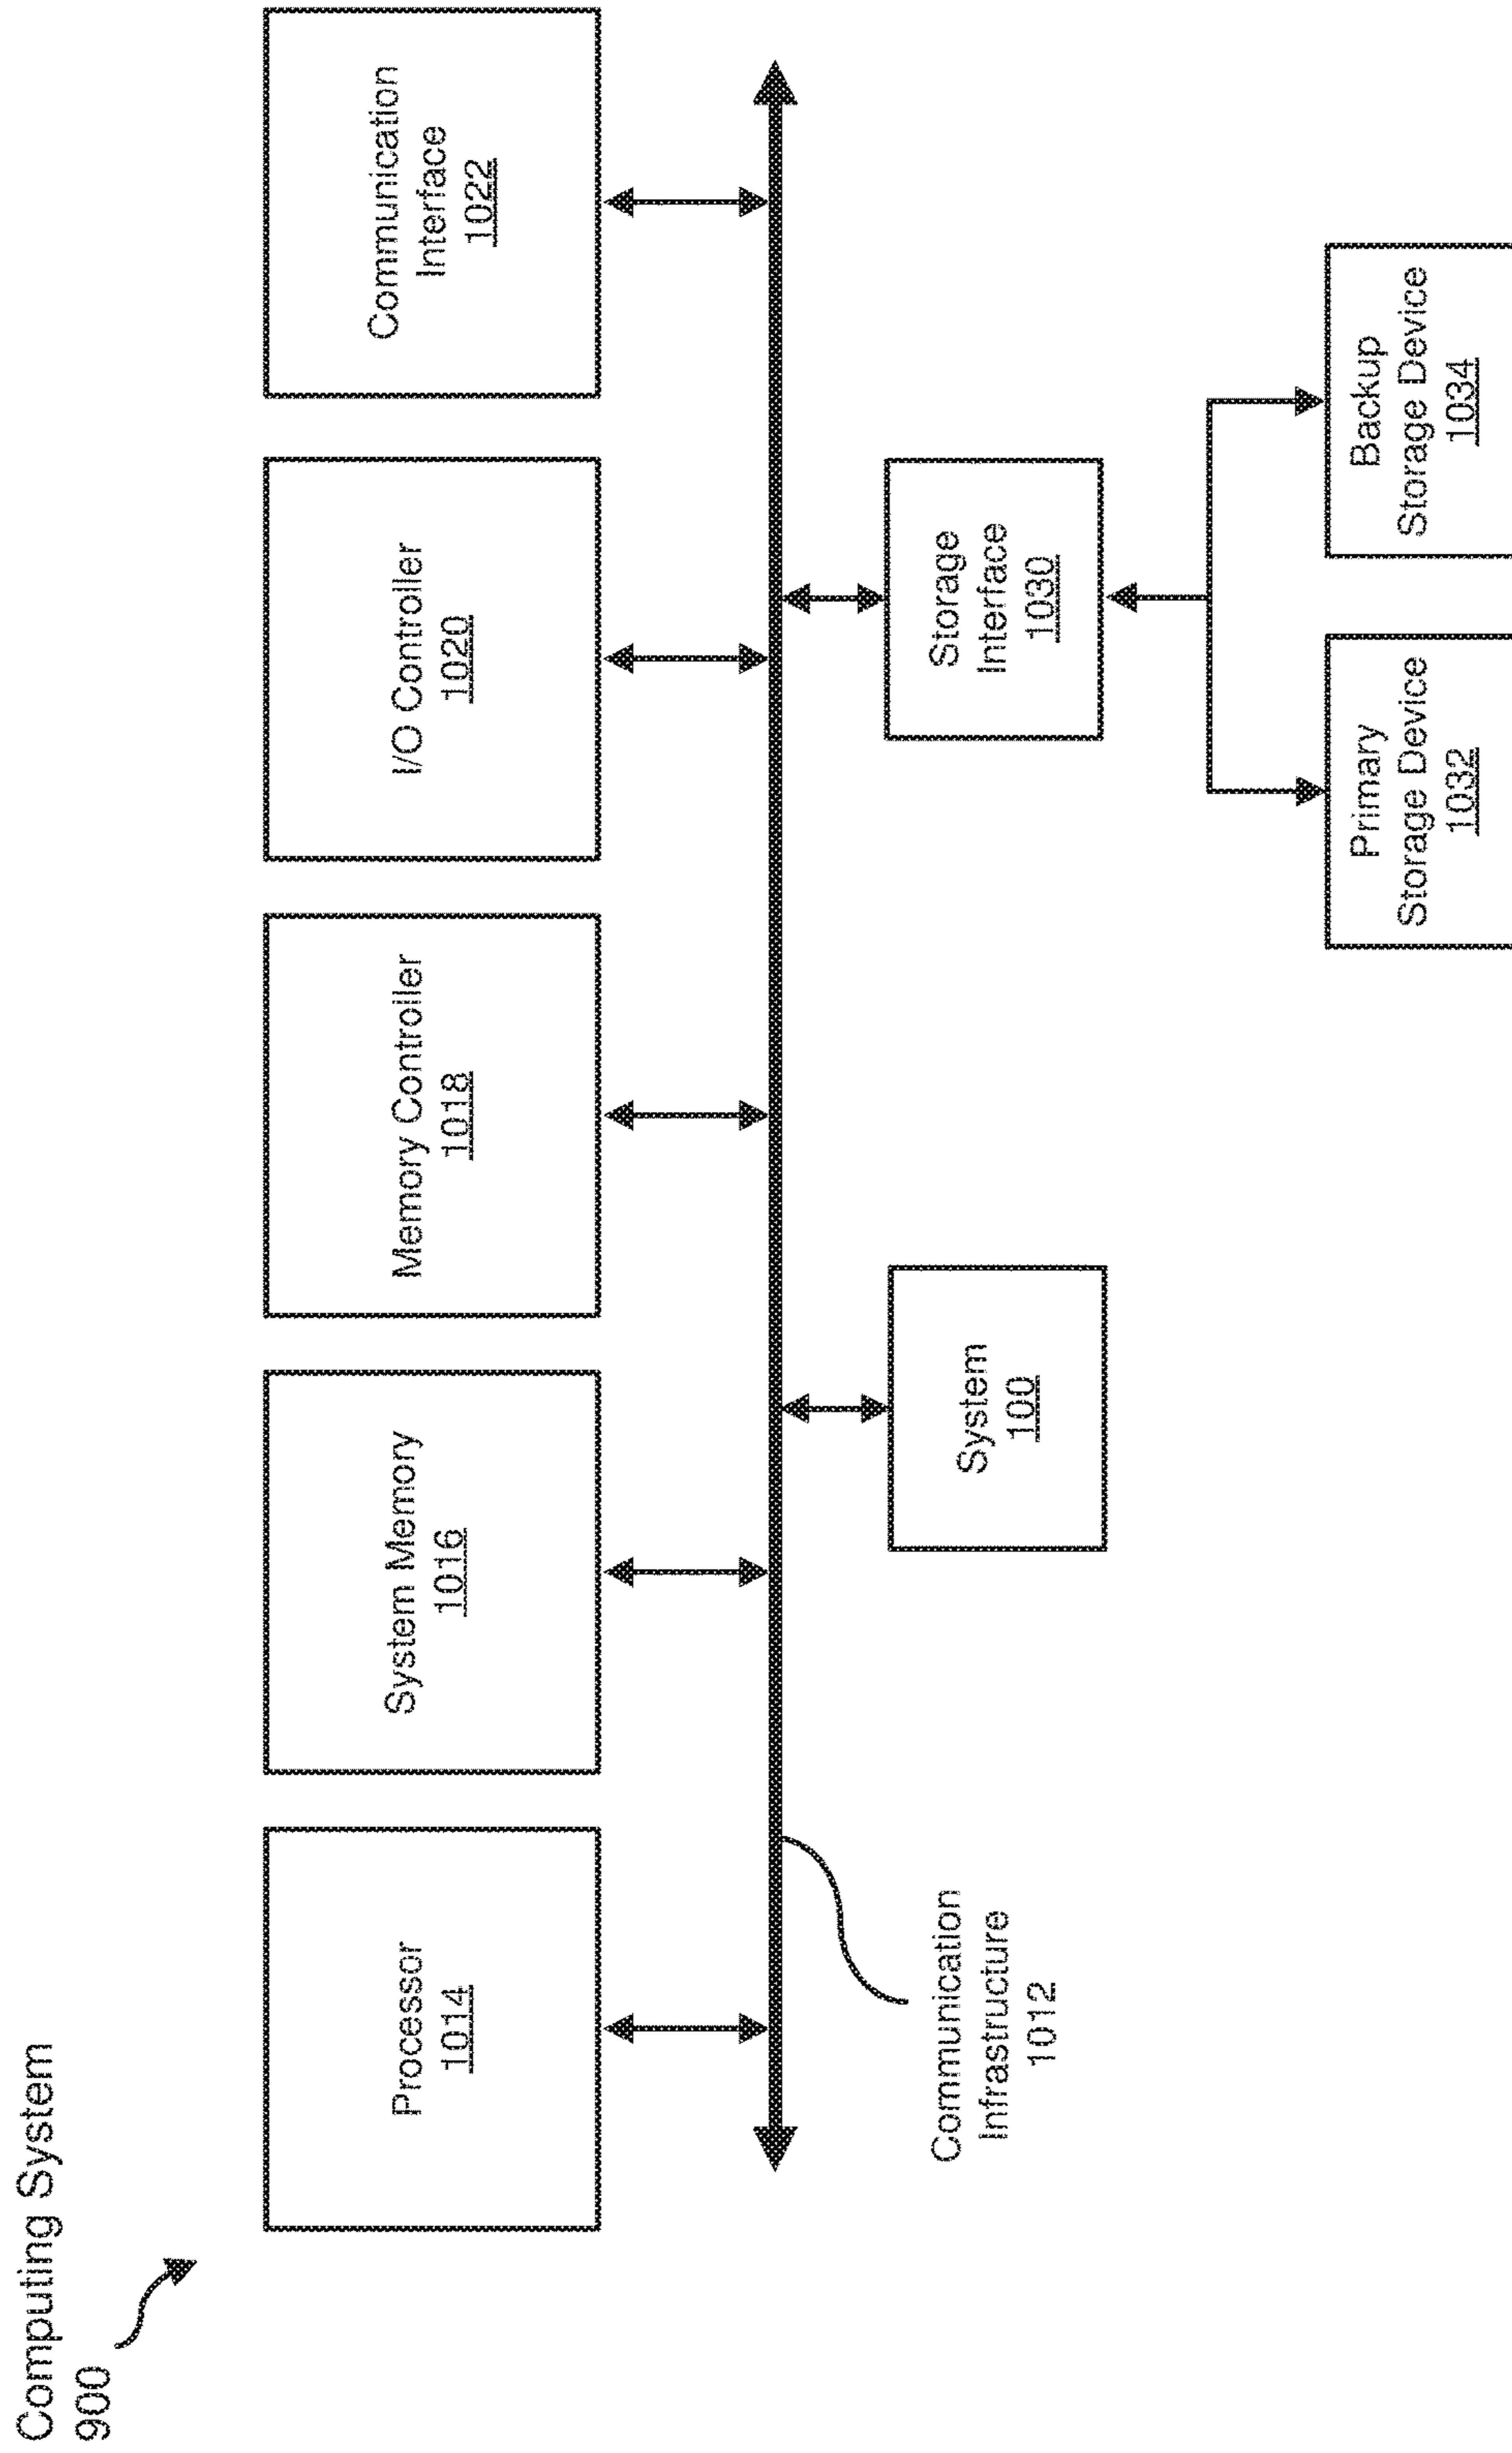 Computing System
900
Processor
1014
System Memory
1016
Memory Controller
1018
I/O Controller
1020
Communication
Interface
1022
Communication
Infrastructure
1012
System
100
Storage
Interface
1030
Primary
Storage Device
1032
Backup
Storage Device
1034